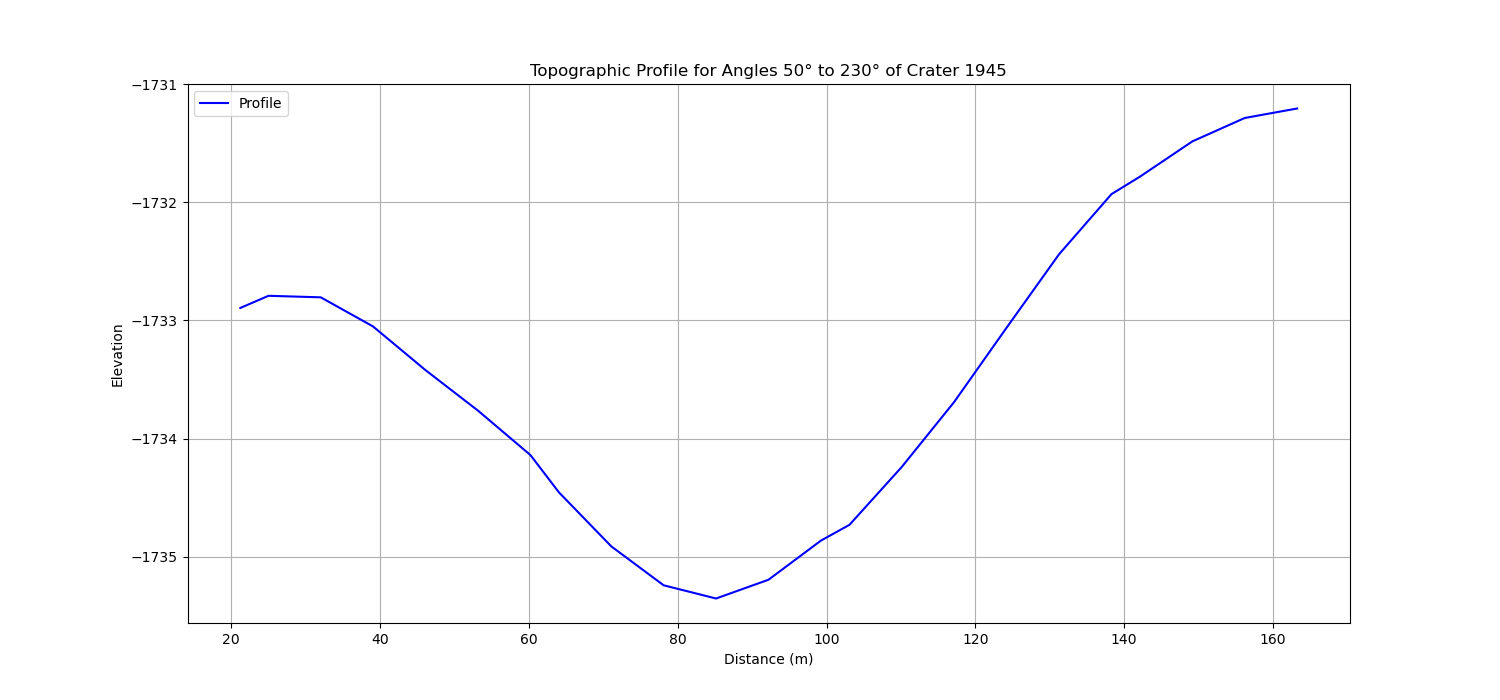 Topographic Profile for Angles 50° to 230° of Crater 1945
Profile
−1731
−1732
−1733
−1734
−1735
Elevation
20 40 60 80 100 120 140 160
Distance (m)